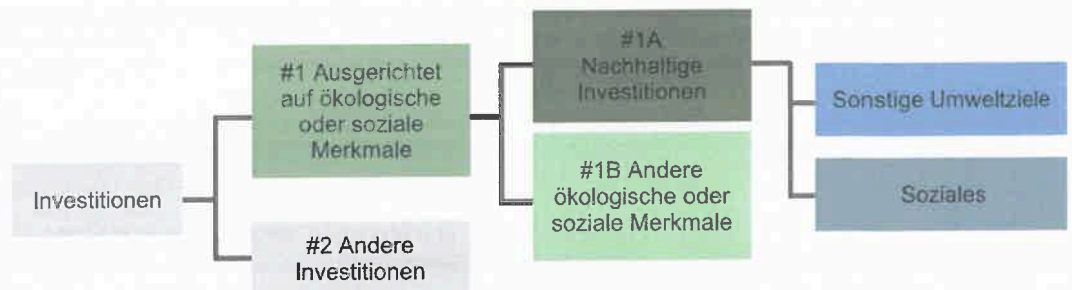 #1 Ausgerichtet
auf ökologische
oder soziale
Merkmale
#1A
Nachhaltige
Investitionen
Sonstige Umweltziele
#1B Andere
ökologische oder
soziale Merkmale
Soziales
Investitionen
#2 Andere
Investitionen